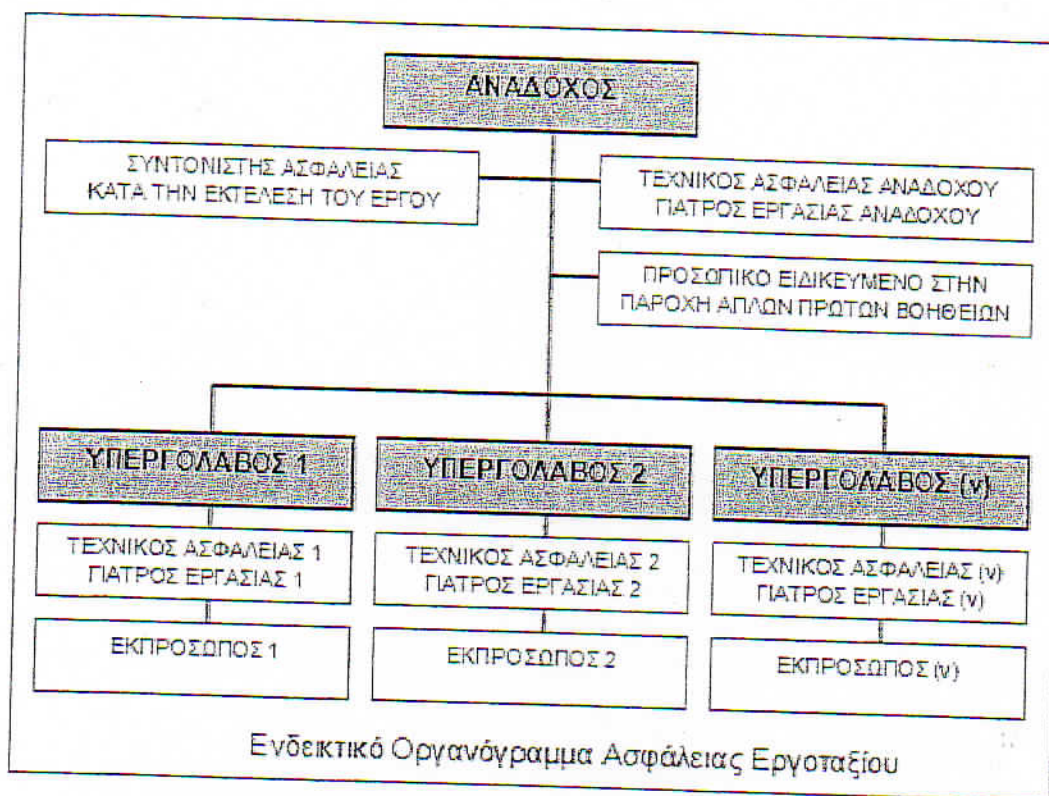 ΑΝΑΔΟΧΟΣ
ΣΥΝΤΟΝΙΣΤΗΣ ΑΣΦΑΛΕΙΑΣ
ΚΑΤΑ ΤΗΝ ΕΚΤΕΛΕΣΗ ΤΟΥ ΕΡΓΟΥ
ΤΕΧΝΙΚΟΣ ΑΣΦΑΛΕΙΑΣ ΑΝΑΔΟΧΟΥ
ΓΙΑΤΡΟΣ ΕΡΓΑΣΙΑΣ ΑΝΑΔΟΧΟΥ
ΠΡΟΣΩΠΙΚΟ ΕΙΔΙΚΕΥΜΕΝΟ ΣΤΗΝ
ΠΑΡΟΧΗ ΑΠΛΩΝ ΠΡΩΤΩΝ ΒΟΗΘΕΙΩΝ
ΥΠΕΡΓΟΛΑΒΟΣ 1
ΤΕΧΝΙΚΟΣ ΑΣΦΑΛΕΙΑΣ 1
ΓΙΑΤΡΟΣ ΕΡΓΑΣΙΑΣ 1
ΕΚΠΡΟΣΩΠΟΣ 1
ΥΠΕΡΓΟΛΑΒΟΣ 2
ΤΕΧΝΙΚΟΣ ΑΣΦΑΛΕΙΑΣ 2
ΓΙΑΤΡΟΣ ΕΡΓΑΣΙΑΣ 2
ΕΚΠΡΟΣΩΠΟΣ 2
ΥΠΕΡΓΟΛΑΒΟΣ (ν)
ΤΕΧΝΙΚΟΣ ΑΣΦΑΛΕΙΑΣ (ν)
ΓΙΑΤΡΟΣ ΕΡΓΑΣΙΑΣ (ν)
ΕΚΠΡΟΣΩΠΟΣ (ν)
Ενδεικτικό Οργανόγραμμα Ασφάλειας Εργοταξίου